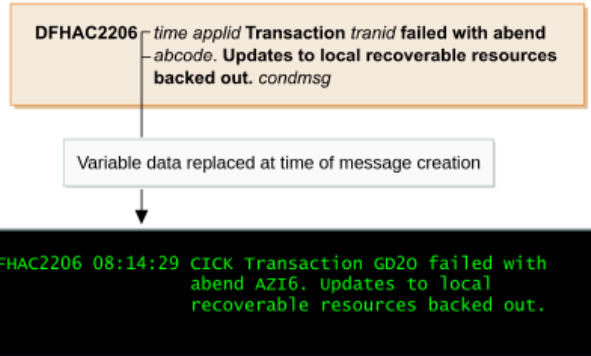 DFHAC2206 time applid Transaction tranid failed with abend
abcode. Updates to local recoverable resources
backed out. condmsg
Variable data replaced at time of message creation
FHAC2206 08:14:29 CICK Transaction GD2O failed with
abend AZI6. Updates to local
recoverable resources backed out.